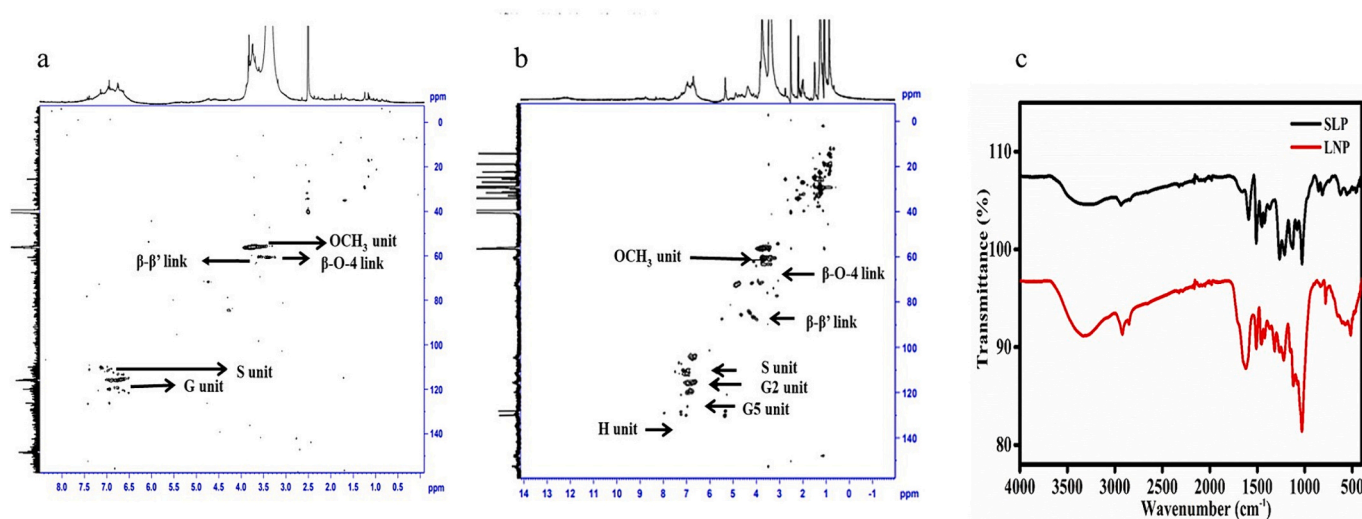 a
ppm
0
20
40
60
80
100
120
140
8.0 7.5 7.0 6.5 6.0 5.5 5.0 4.5 4.0 3.5 3.0 2.5 2.0 1.5 1.0 0.5 ppm
OCH3 unit
β-β' link
β-O-4 link
S unit
G unit
b
ppm
0
20
40
60
80
100
120
140
14 13 12 11 10 9 8 7 6 5 4 3 2 1 0 -1 ppm
OCH3 unit
β-O-4 link
β-β' link
S unit
G2 unit
G5 unit
H unit
c
SLP
LNP
Transmittance (%)
110
100
90
80
4000 3500 3000 2500 2000 1500 1000 500
Wavenumber (cm-1)